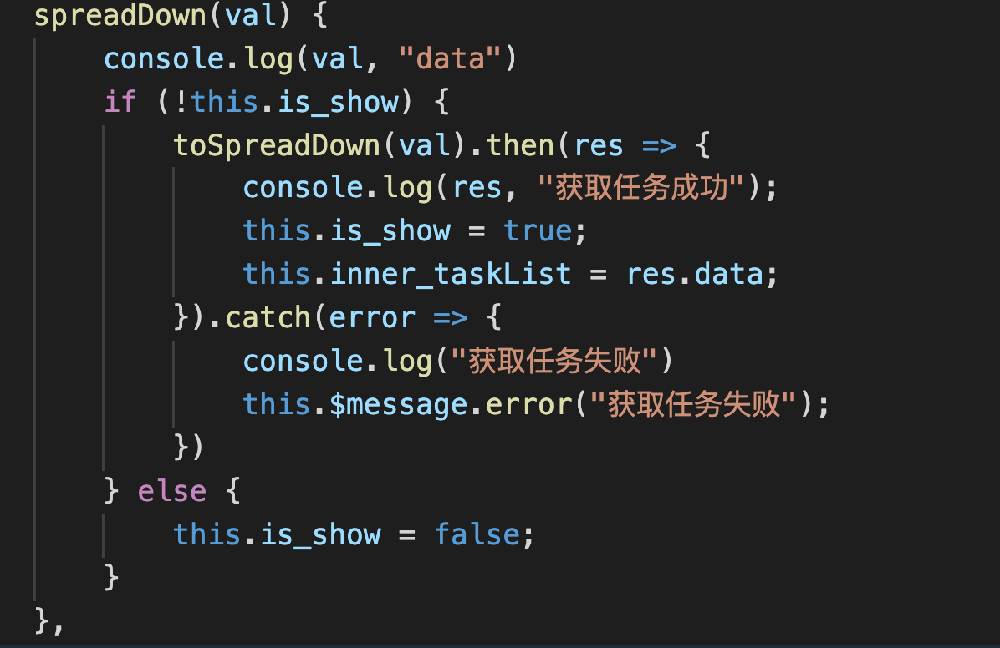 spreadDown(val) {
console.log(val, "data")
if (!this.is_show) {
toSpreadDown(val).then(res => {
console.log(res, "获取任务成功");
this.is_show = true;
this.inner_taskList = res.data;
}).catch(error => {
console.log("获取任务失败")
this.$message.error("获取任务失败");
})
} else {
this.is_show = false;
}
},